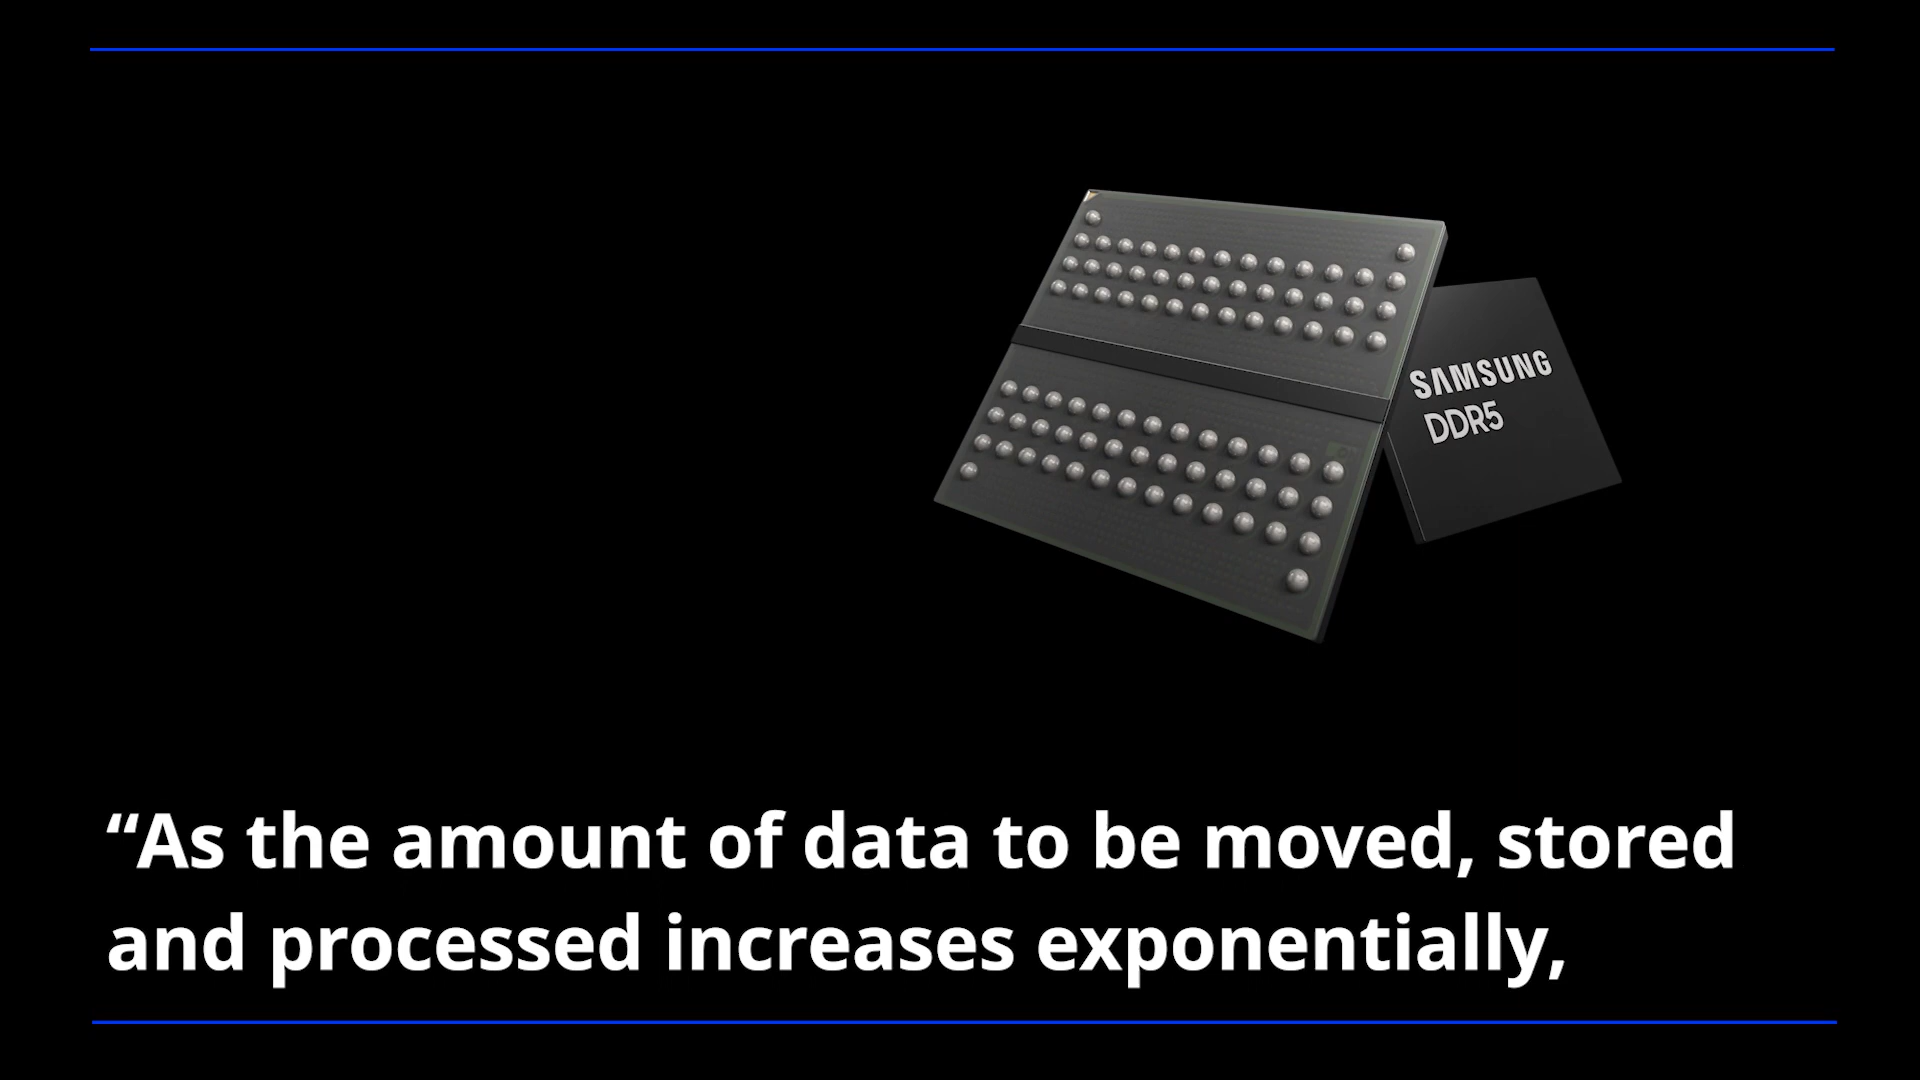 SAMSUNG
DDR5
“As the amount of data to be moved, stored
and processed increases exponentially,